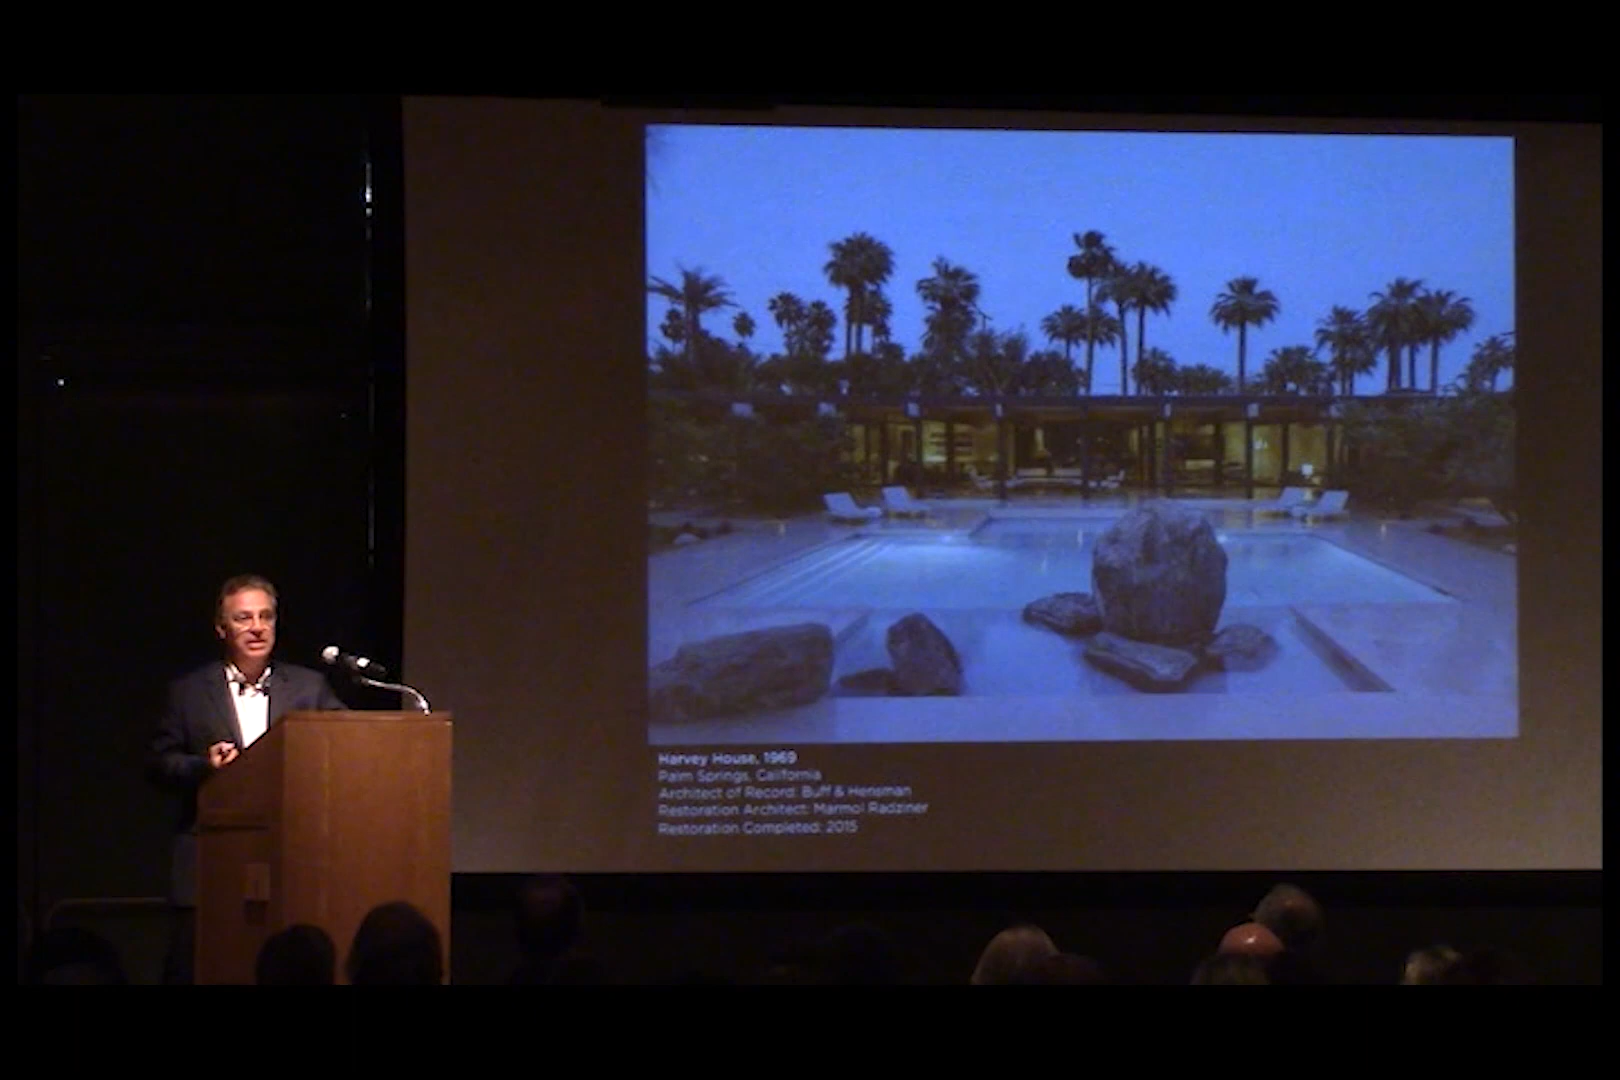 Harvey House, 1969
Palm Springs, California
Architect of Record: Buff & Hensman
Restoration Architect: Marmol Radziner
Restoration Completed: 2015